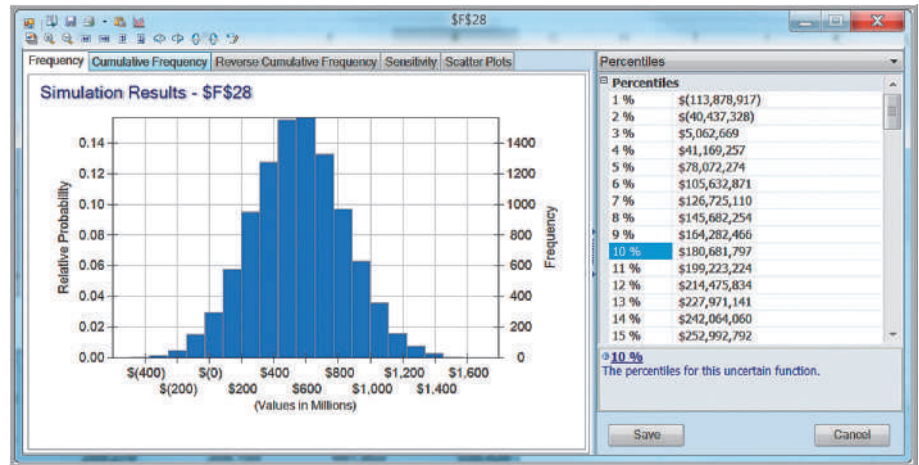 $F$28
Frequency Cumulative Frequency Reverse Cumulative Frequency Sensitivity Scatter Plots
Simulation Results - $F$28
Relative Probability
0.14
0.12
0.10
0.08
0.06
0.04
0.02
0.00
1400
1200
1000
800
600
400
200
0
Frequency
$(400) $(0) $400 $800 $1,200 $1,600
$(200) $200 $600 $1,000 $1,400
(Values in Millions)
Percentiles
Percentiles
1 % $(113,878,917)
2 % $(40,437,328)
3 % $5,062,669
4 % $41,169,257
5 % $78,072,274
6 % $105,632,871
7 % $126,725,110
8 % $145,682,254
9 % $164,282,466
10 % $180,681,797
11 % $199,223,224
12 % $214,475,834
13 % $227,971,141
14 % $242,064,060
15 % $252,992,792
10 %
The percentiles for this uncertain function.
Save Cancel